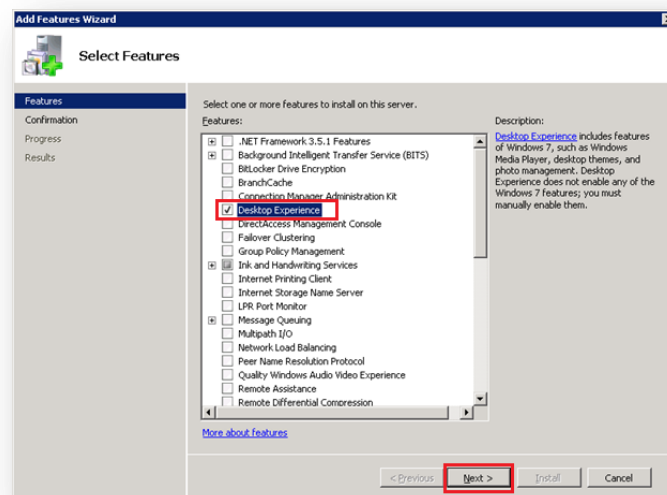 Add Features Wizard
Select Features
Features
Confirmation
Progress
Results
Select one or more features to install on this server.
Features:
.NET Framework 3.5.1 Features
Background Intelligent Transfer Service (BITS)
BitLocker Drive Encryption
BranchCache
Connection Manager Administration Kit
Desktop Experience
DirectAccess Management Console
Failover Clustering
Group Policy Management
Ink and Handwriting Services
Internet Printing Client
Internet Storage Name Server
LPR Port Monitor
Message Queuing
Multipath I/O
Network Load Balancing
Peer Name Resolution Protocol
Quality Windows Audio Video Experience
Remote Assistance
Remote Differential Compression
More about features
Description:
Desktop Experience includes features
of Windows 7, such as Windows
Media Player, desktop themes, and
photo management. Desktop
Experience does not enable any of the
Windows 7 features; you must
manually enable them.
< Previous
Next >
Install
Cancel